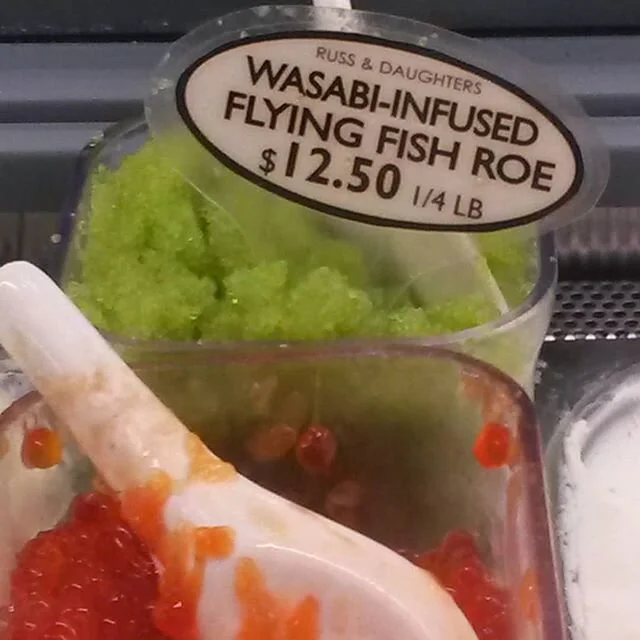 RUSS & DAUGHTERS
WASABI-INFUSED
FLYING FISH ROE
$12.50 1/4 LB